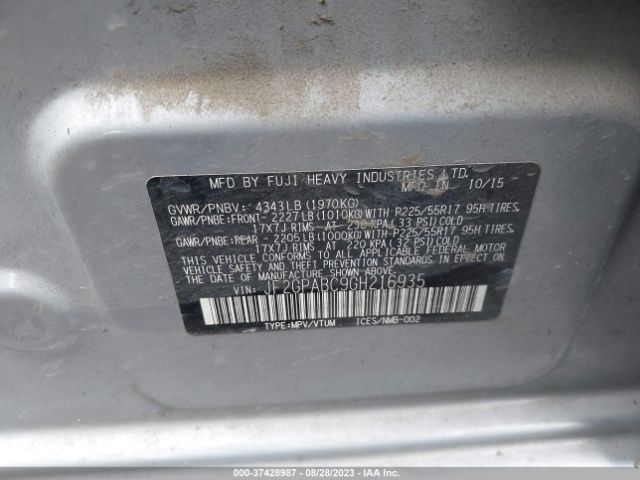 MFD BY FUJI HEAVY INDUSTRIES LTD.
MFD IN 10/15
GVWR/PNBV: 4343LB (1970KG)
GAWR/PNBE:FRONT- 2227LB (1010KG) WITH P225/55R17 95H TIRES,
17X7J RIMS AT 230 KPA ( 33 PSI) COLD
GAWR/PNBE:REAR - 2205LB (1000KG) WITH P225/55R17 95H TIRES,
17X7J RIMS AT 220 KPA ( 32 PSI) COLD
THIS VEHICLE CONFORMS TO ALL APPLICABLE FEDERAL MOTOR
VEHICLE SAFETY, BUMPER, AND THEFT PREVENTION STANDARDS
IN EFFECT ON THE DATE OF MANUFACTURE SHOWN ABOVE.
VIN: JF2GPABC9GH216935
TYPE:MPV/VTUM ICES/NMB-002
000-37428987 - 08/28/2023 - IAA Inc.